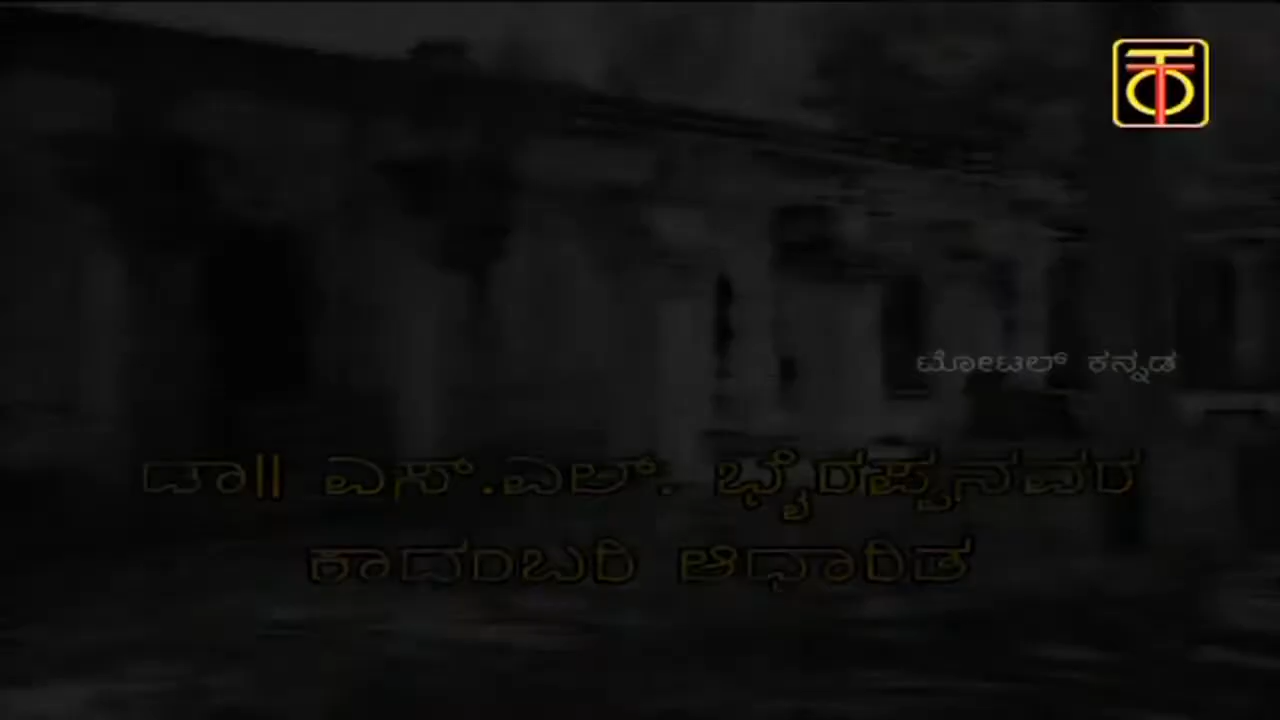 ಟೋಟಲ್ ಕನ್ನಡ
ಡಾ|| ಎಸ್.ಎಲ್. ಭೈರಪ್ಪನವರ
ಕಾದಂಬರಿ ಆಧಾರಿತ